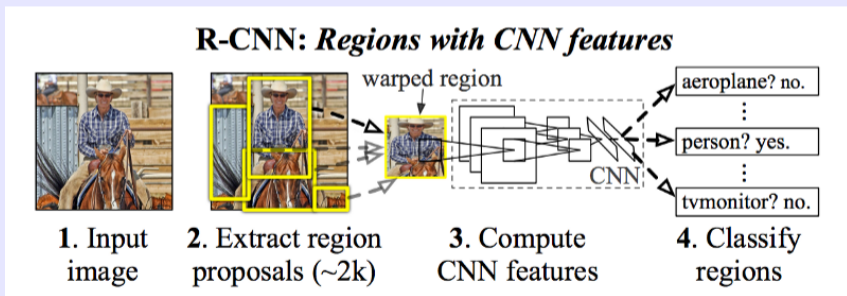 R-CNN: Regions with CNN features
warped region
aeroplane? no.
person? yes.
tvmonitor? no.
CNN
1. Input
image
2. Extract region
proposals (~2k)
3. Compute
CNN features
4. Classify
regions